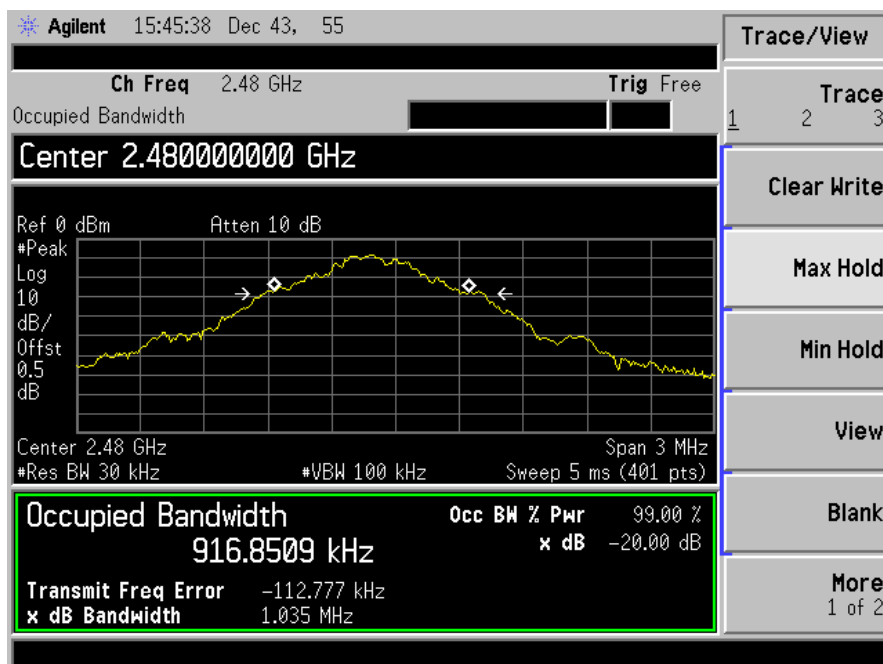 Agilent 15:45:38 Dec 43, 55
Trace/View
Ch Freq 2.48 GHz Trig Free
Occupied Bandwidth
Center 2.480000000 GHz
Ref 0 dBm Atten 10 dB
#Peak
Log
10
dB/
Offst
0.5
dB
Center 2.48 GHz Span 3 MHz
#Res BW 30 kHz #VBW 100 kHz Sweep 5 ms (401 pts)
Occupied Bandwidth
916.8509 kHz
Occ BW % Pwr 99.00 %
x dB -20.00 dB
Transmit Freq Error -112.777 kHz
x dB Bandwidth 1.035 MHz
Trace
1 2 3
Clear Write
Max Hold
Min Hold
View
Blank
More
1 of 2